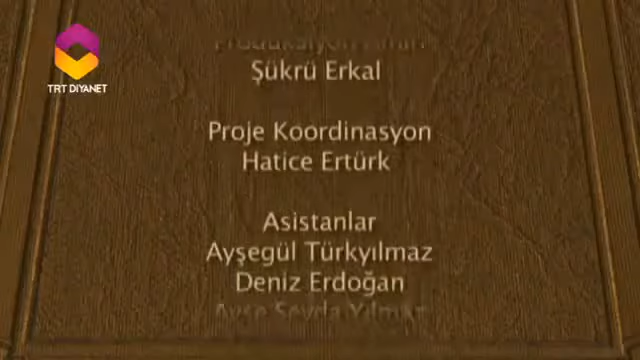 TRT DİYANET
Şükrü Erkal
Proje Koordinasyon
Hatice Ertürk
Asistanlar
Ayşegül Türkyılmaz
Deniz Erdoğan